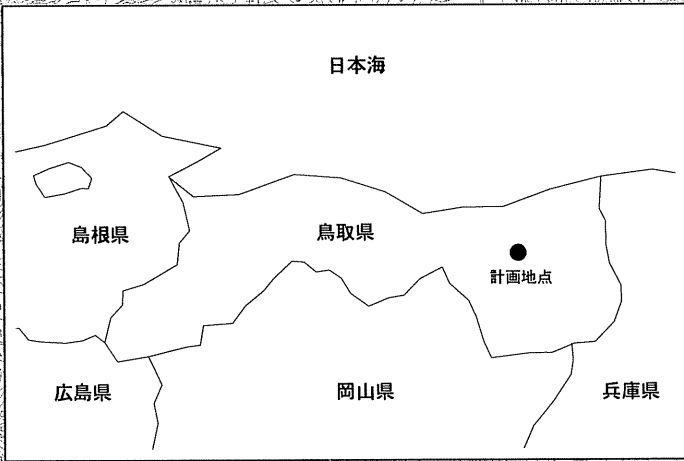 日本海
島根県
鳥取県
計画地点
広島県
岡山県
兵庫県